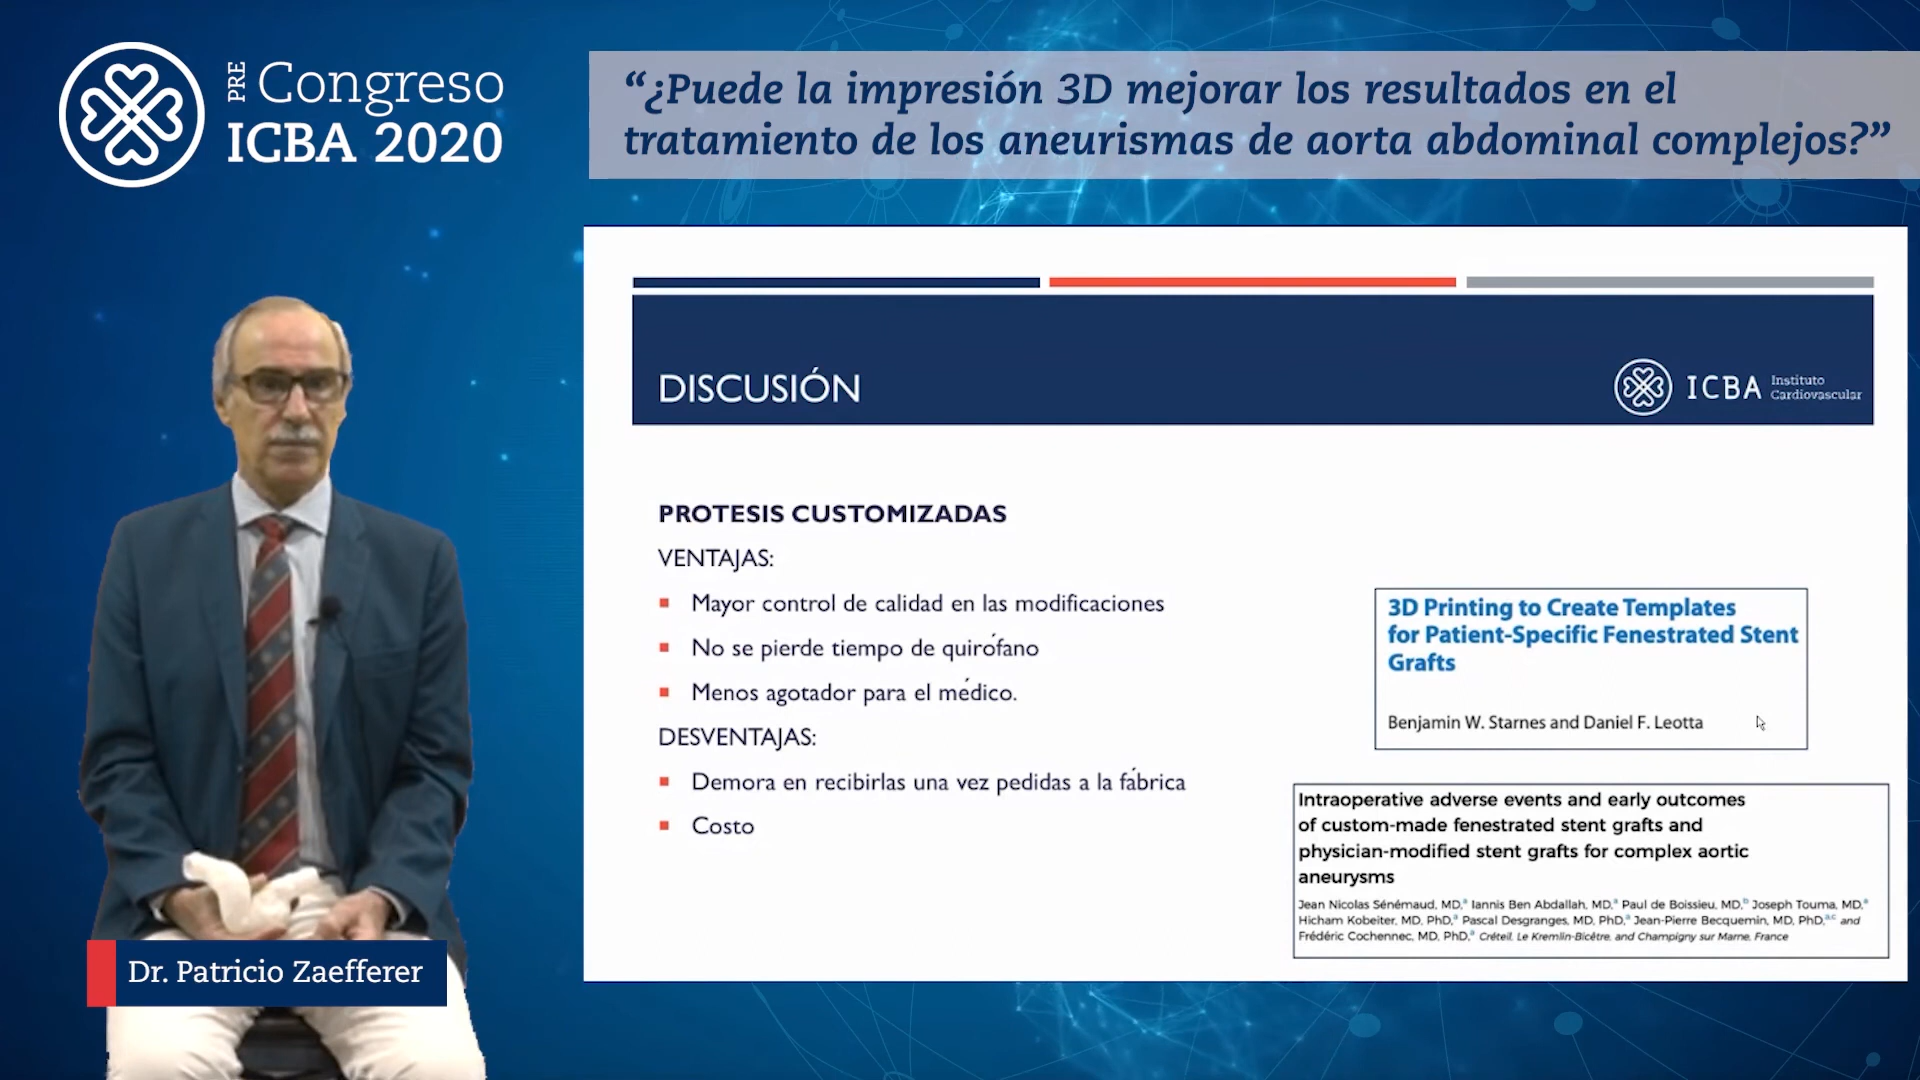 PRE Congreso
ICBA 2020
“¿Puede la impresión 3D mejorar los resultados en el
tratamiento de los aneurismas de aorta abdominal complejos?”
DISCUSIÓN
ICBA Instituto
Cardiovascular
PROTESIS CUSTOMIZADAS
VENTAJAS:
Mayor control de calidad en las modificaciones
No se pierde tiempo de quirófano
Menos agotador para el médico.
DESVENTAJAS:
Demora en recibirlas una vez pedidas a la fábrica
Costo
3D Printing to Create Templates
for Patient-Specific Fenestrated Stent
Grafts
Benjamin W. Starnes and Daniel F. Leotta
Intraoperative adverse events and early outcomes
of custom-made fenestrated stent grafts and
physician-modified stent grafts for complex aortic
aneurysms
Jean Nicolas Sénémaud, MD,a Iannis Ben Abdallah, MD,a Paul de Boissieu, MD,b Joseph Touma, MD,a
Hicham Kobeiter, MD, PhD,a Pascal Desgranges, MD, PhD,a Jean-Pierre Becquemin, MD, PhD,a,c and
Frédéric Cochennec, MD, PhD,a Créteil, Le Kremlin-Bicêtre, and Champigny sur Marne, France
Dr. Patricio Zaefferer